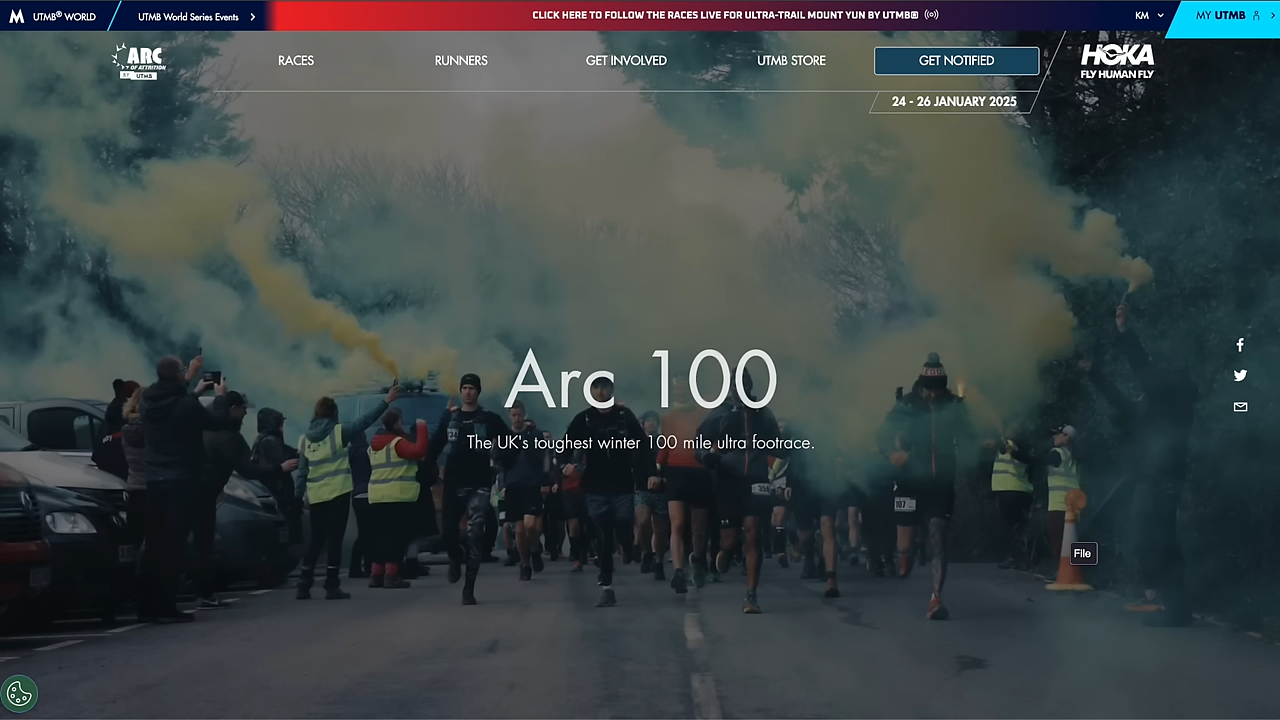 UTMB® WORLD
UTMB World Series Events
CLICK HERE TO FOLLOW THE RACES LIVE FOR ULTRA-TRAIL MOUNT YUN BY UTMB®
KM
MY UTMB
ARC
OF ATTRITION
BY UTMB
RACES
RUNNERS
GET INVOLVED
UTMB STORE
GET NOTIFIED
HOKA
FLY HUMAN FLY
24 - 26 JANUARY 2025
Arc 100
The UK's toughest winter 100 mile ultra footrace.
File